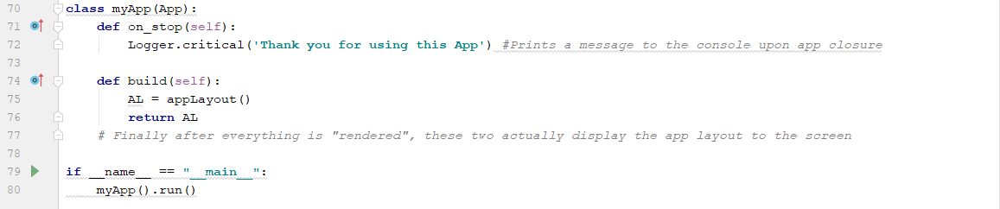 70 class myApp(App):
71     def on_stop(self):
72         Logger.critical('Thank you for using this App') #Prints a message to the console upon app closure
73
74     def build(self):
75         AL = appLayout()
76         return AL
77     # Finally after everything is "rendered", these two actually display the app layout to the screen
78
79 if __name__ == "__main__":
80     myApp().run()